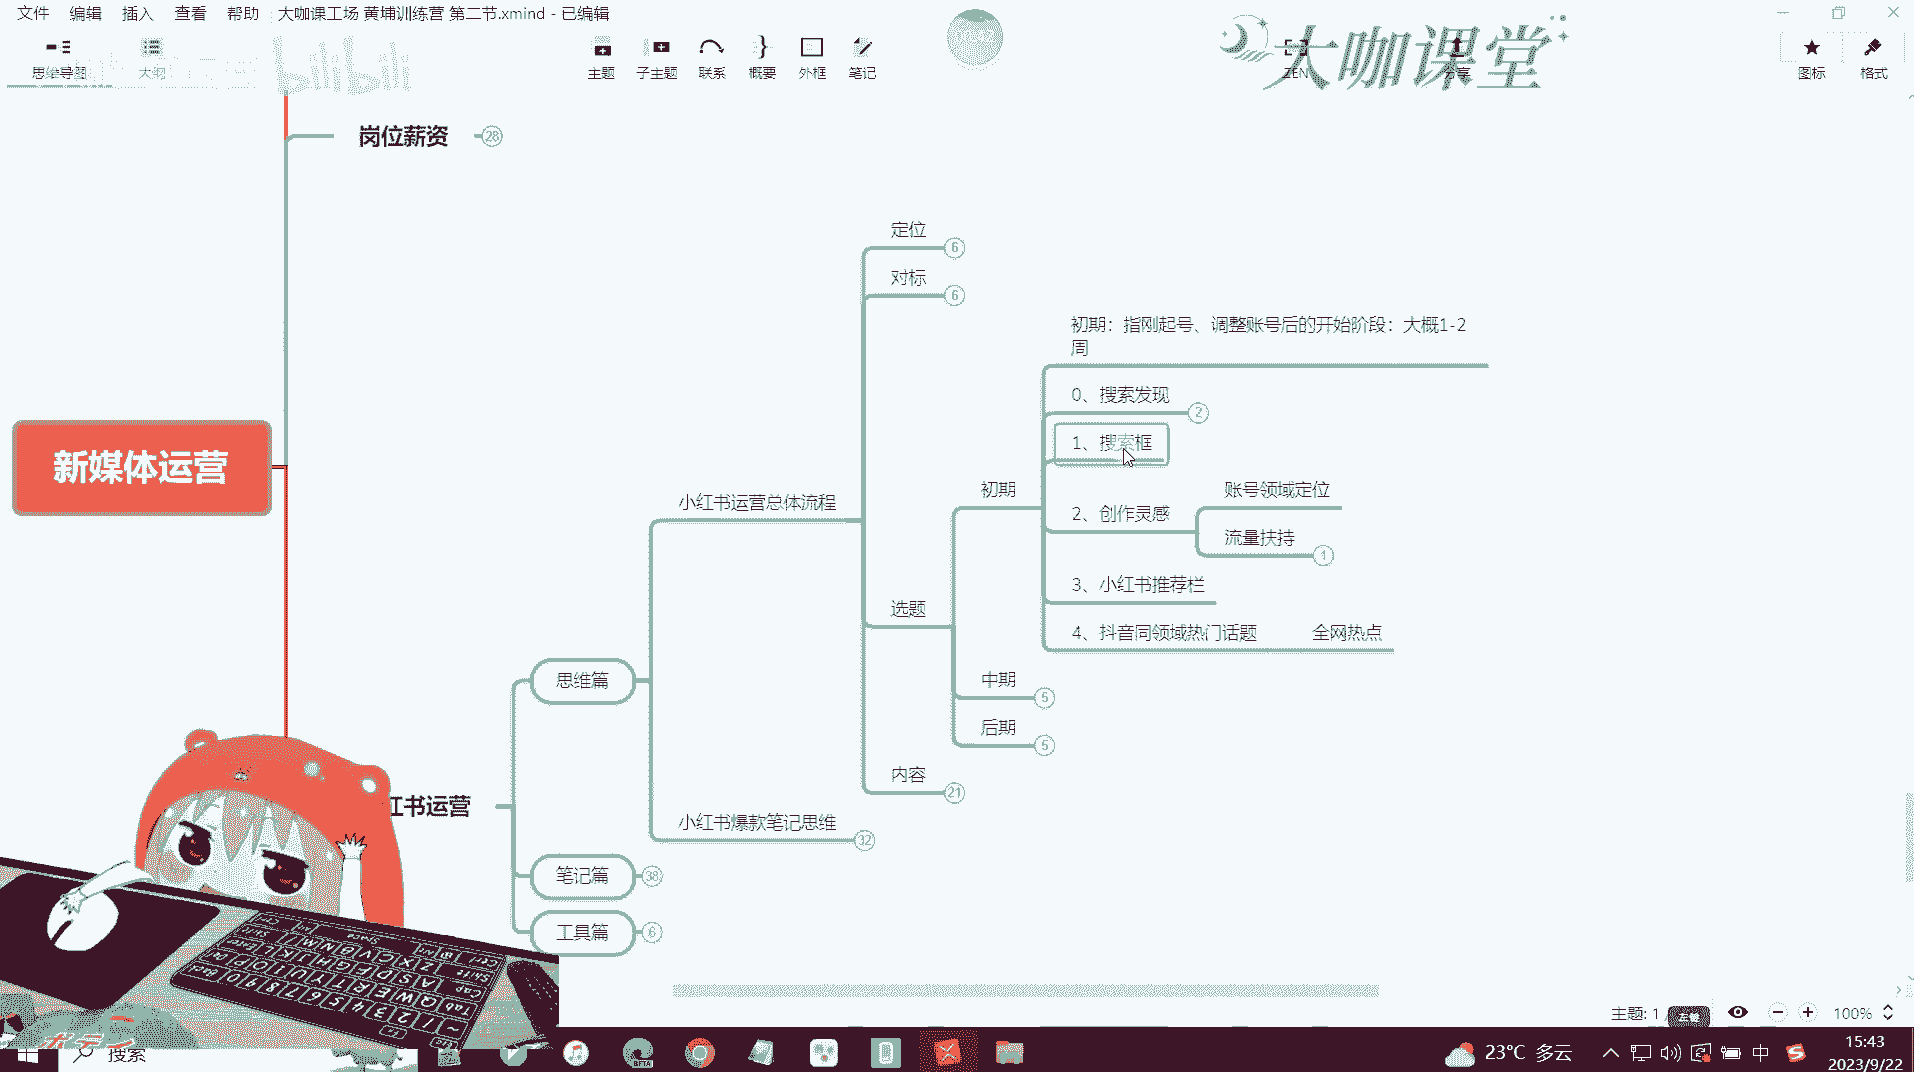 文件 编辑 插入 查看 帮助 大咖课工场 黄埔训练营 第二节.xmind - 已编辑
思维导图 大纲 主题 子主题 联系 概要 外框 笔记 ZEN 分享 图标 格式
bilibili
大咖课堂
岗位薪资 28
定位 6
对标 6
初期：指刚起号、调整账号后的开始阶段：大概1-2
周
0、搜索发现 2
1、搜索框
新媒体运营
小红书运营总体流程
初期
账号领域定位
2、创作灵感
流量扶持 1
3、小红书推荐栏
选题
4、抖音同领域热门话题 全网热点
思维篇
中期 5
后期 5
内容 21
红书运营
小红书爆款笔记思维 32
笔记篇 38
工具篇 6
主题: 1
100%
搜索
23°C 多云
中
15:43
2023/9/22